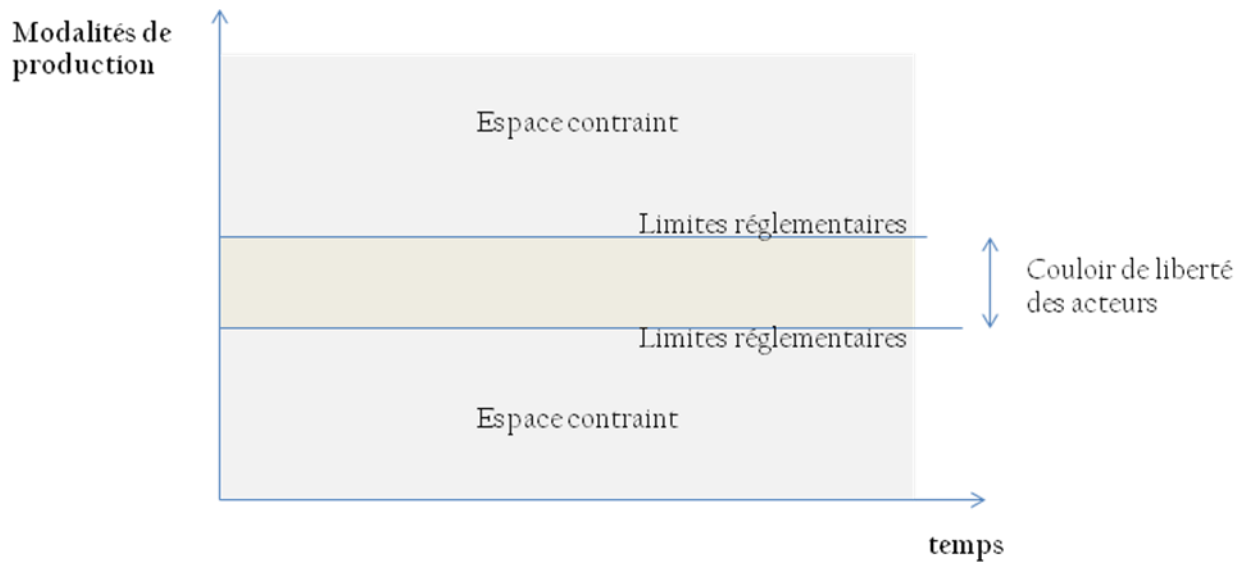 Modalités de
production
Espace contraint
Limites réglementaires
Couloir de liberté
des acteurs
Limites réglementaires
Espace contraint
temps